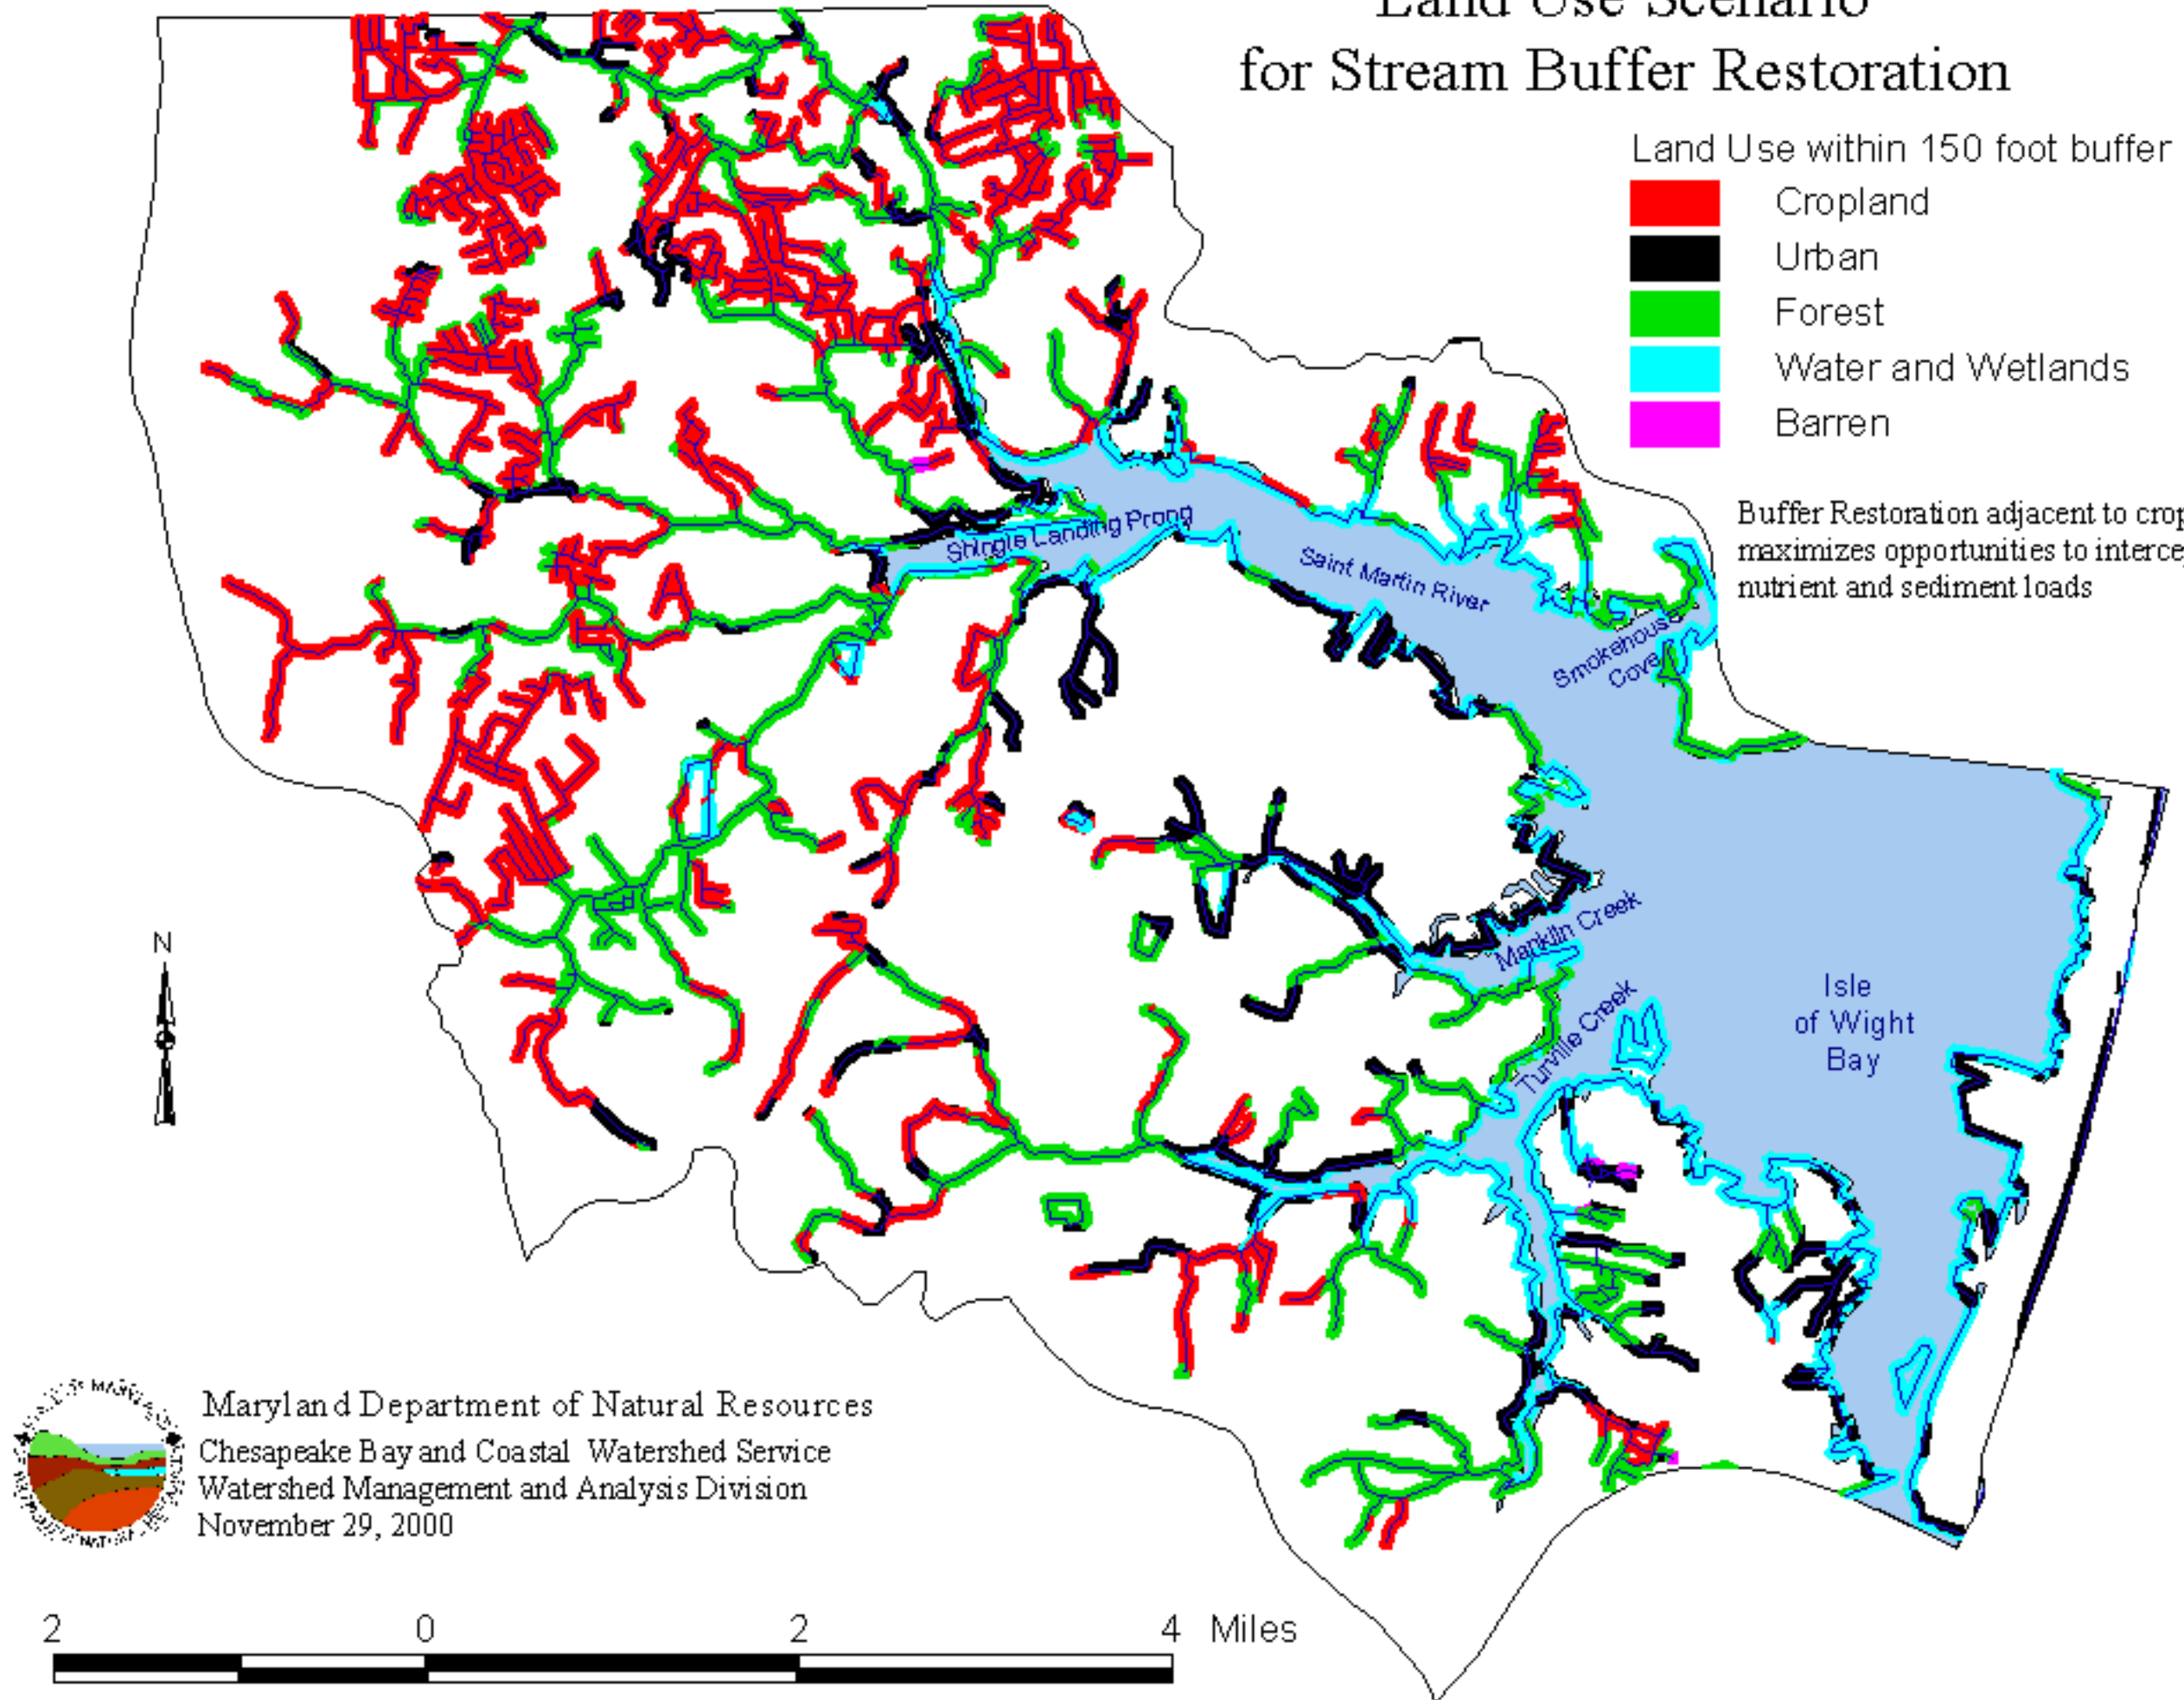 Land Use Scenario
for Stream Buffer Restoration
Land Use within 150 foot buffer
Cropland
Urban
Forest
Water and Wetlands
Barren
Buffer Restoration adjacent to
maximizes opportunities to
nutrient and sediment loads
Shingle Landing Prong
Saint Martin River
Smokehouse
Cove
Manklin Creek
Turville Creek
Isle
of Wight
Bay
N
Maryland Department of Natural Resources
Chesapeake Bay and Coastal Watershed Service
Watershed Management and Analysis Division
November 29, 2000
2 0 2 4 Miles